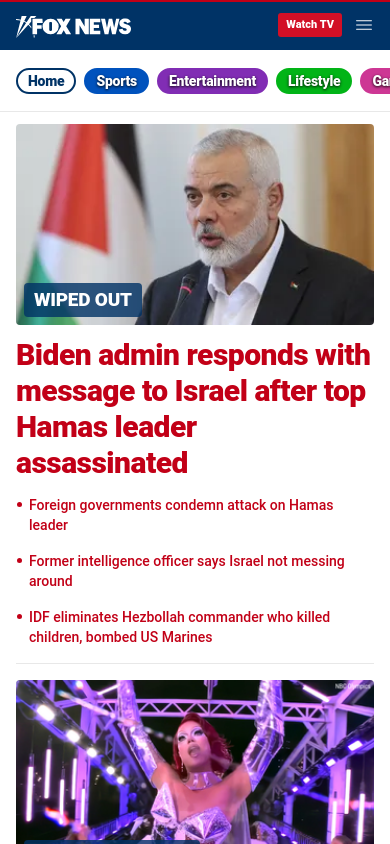 FOX NEWS
Watch TV
Home
Sports
Entertainment
Lifestyle
WIPED OUT
Biden admin responds with
message to Israel after top
Hamas leader
assassinated
• Foreign governments condemn attack on Hamas
leader
• Former intelligence officer says Israel not messing
around
• IDF eliminates Hezbollah commander who killed
children, bombed US Marines
NBC Olympics